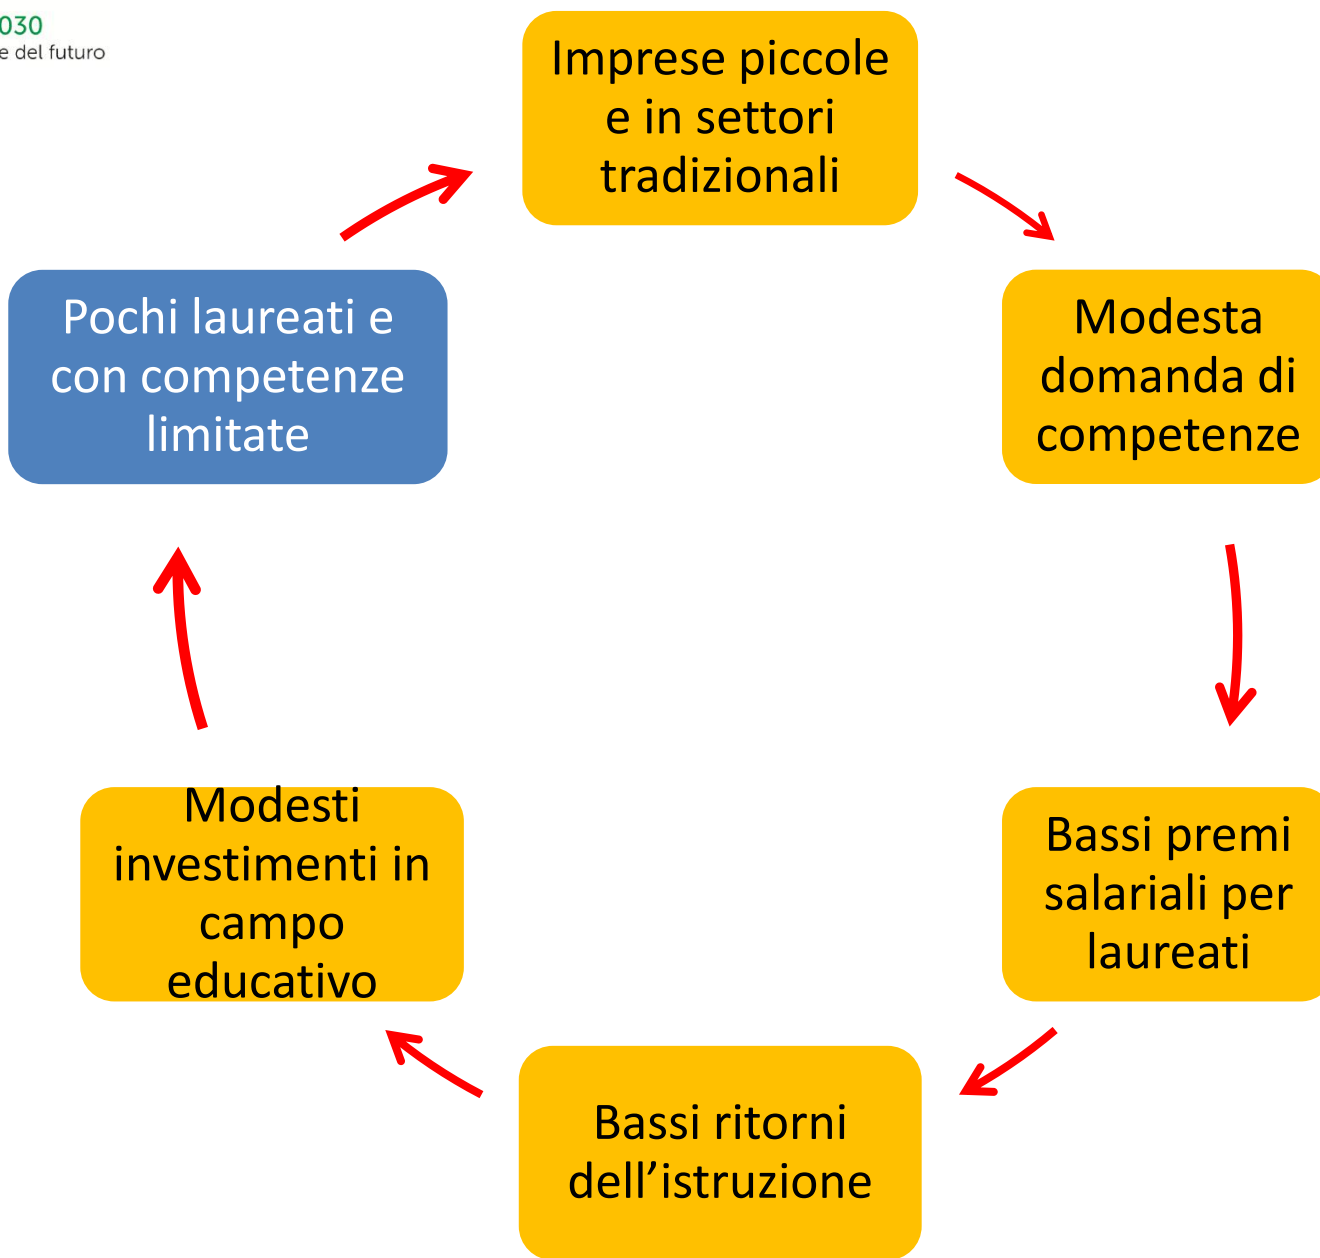 030
e del futuro
Imprese piccole
e in settori
tradizionali
Modesta
domanda di
competenze
Bassi premi
salariali per
laureati
Bassi ritorni
dell’istruzione
Modesti
investimenti in
campo
educativo
Pochi laureati e
con competenze
limitate